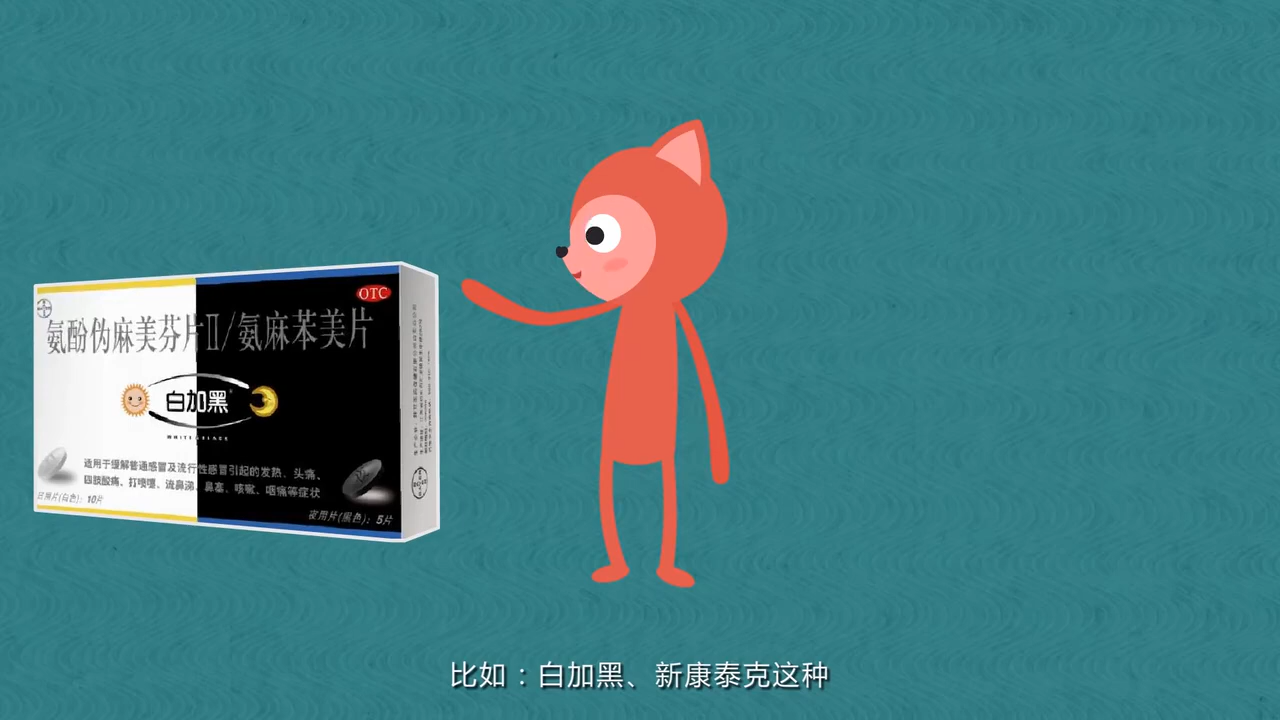 OTC
氨酚伪麻美芬片Ⅱ/氨麻苯美片
白加黑
WHITE & BLACK
适用于缓解普通感冒及流行性感冒引起的发热、头痛、
四肢酸痛、打喷嚏、流鼻涕、鼻塞、咳嗽、咽痛等症状
日用片(白色)：10片
夜用片(黑色)：5片
比如：白加黑、新康泰克这种